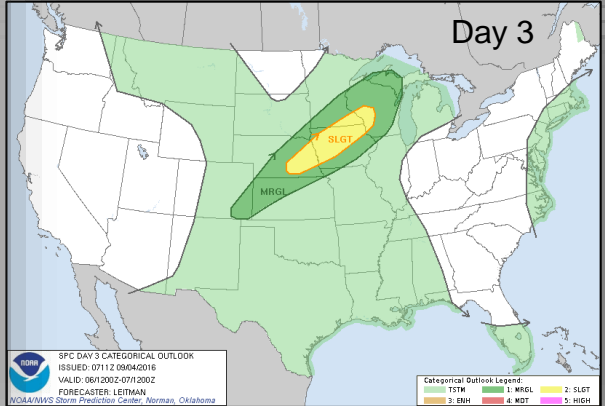 Day 3
SLGT
MRGL
NOAA
SPC DAY 3 CATEGORICAL OUTLOOK
ISSUED: 0711Z 09/04/2016
VALID: 06/1200Z-07/1200Z
FORECASTER: LEITMAN
NOAA/NWS Storm Prediction Center, Norman, Oklahoma
Categorical Outlook Legend:
TSTM 1: MRGL 2: SLGT
3: ENH 4: MDT 5: HIGH